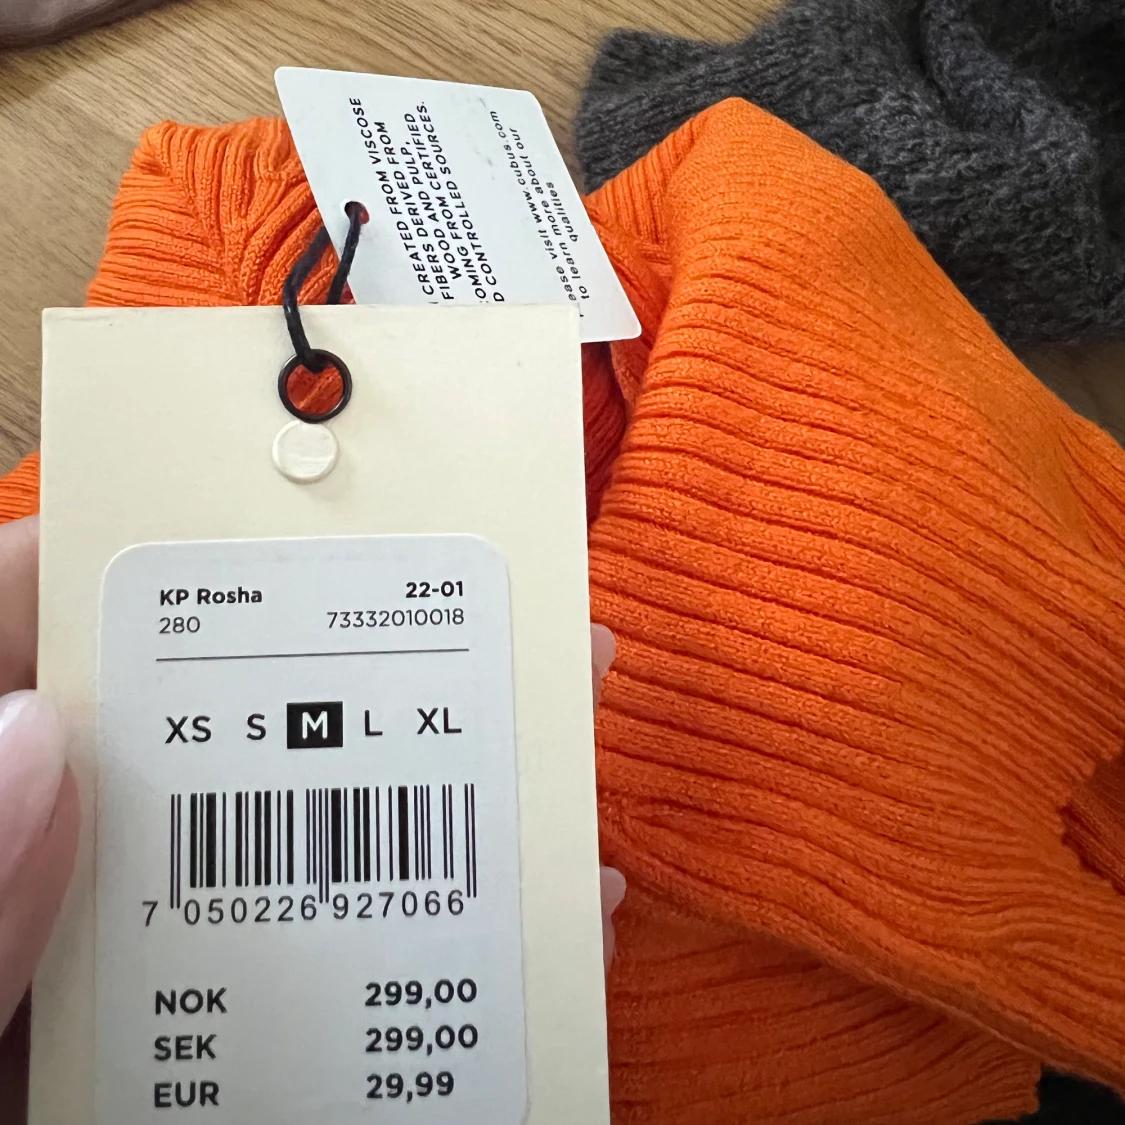 CREATED FROM VISCOSE
FIBERS DERIVED FROM
WOOD PULP,
FROM CERTIFIED
AND CONTROLLED SOURCES.
visit www.cubus.com
to learn more about our
qualities
KP Rosha 22-01
280 73332010018
XS S M L XL
7 050226 927066
NOK 299,00
SEK 299,00
EUR 29,99